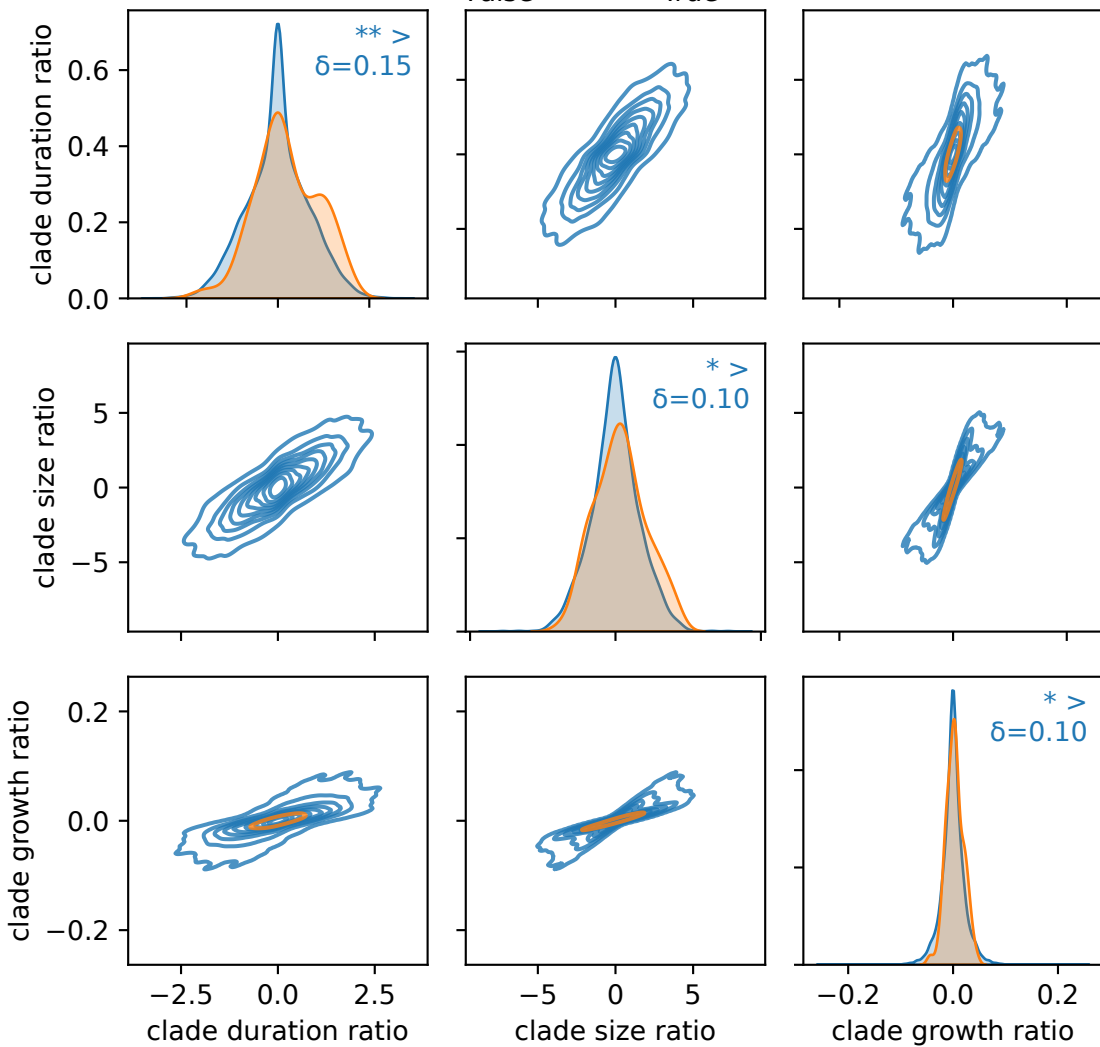 clade duration ratio
0.6
0.4
0.2
0.0
** >
δ=0.15
clade size ratio
5
0
−5
* >
δ=0.10
clade growth ratio
0.2
0.0
−0.2
* >
δ=0.10
−2.5 0.0 2.5
−5 0 5
−0.2 0.0 0.2
clade duration ratio
clade size ratio
clade growth ratio